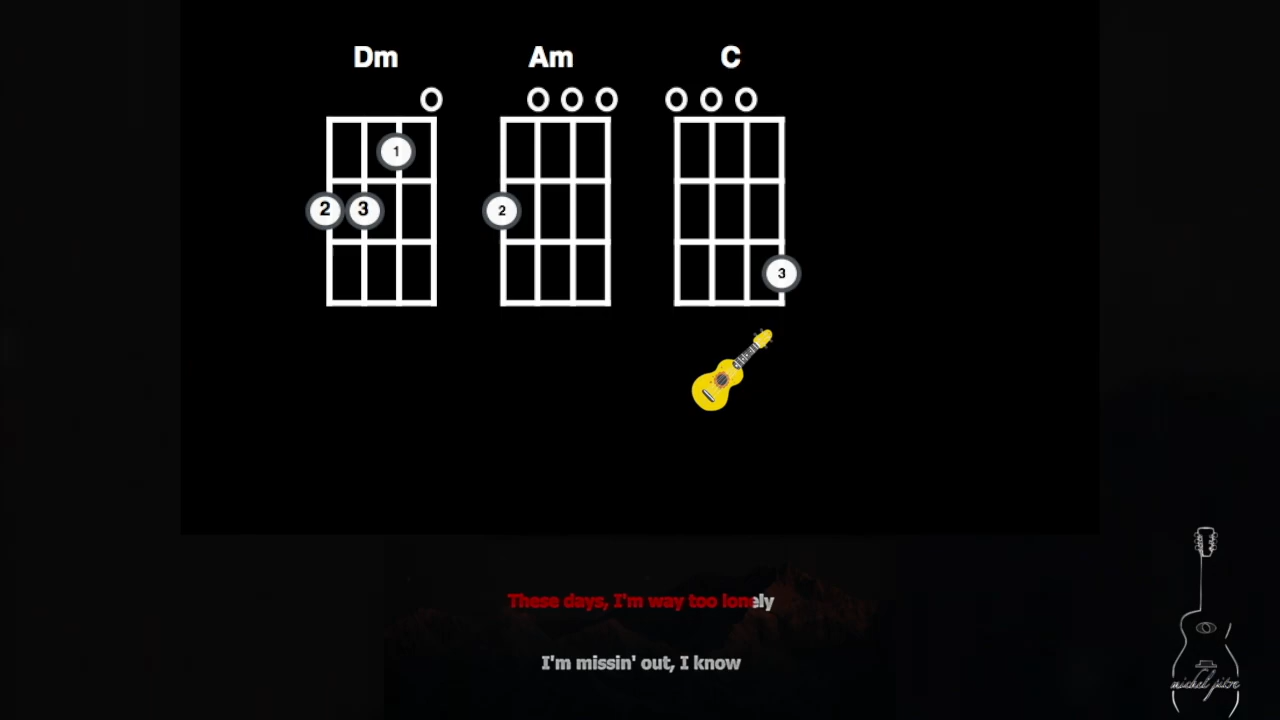 Dm Am C
1
2 3 2
3
These days, I'm way too lonely
I'm missin' out, I know